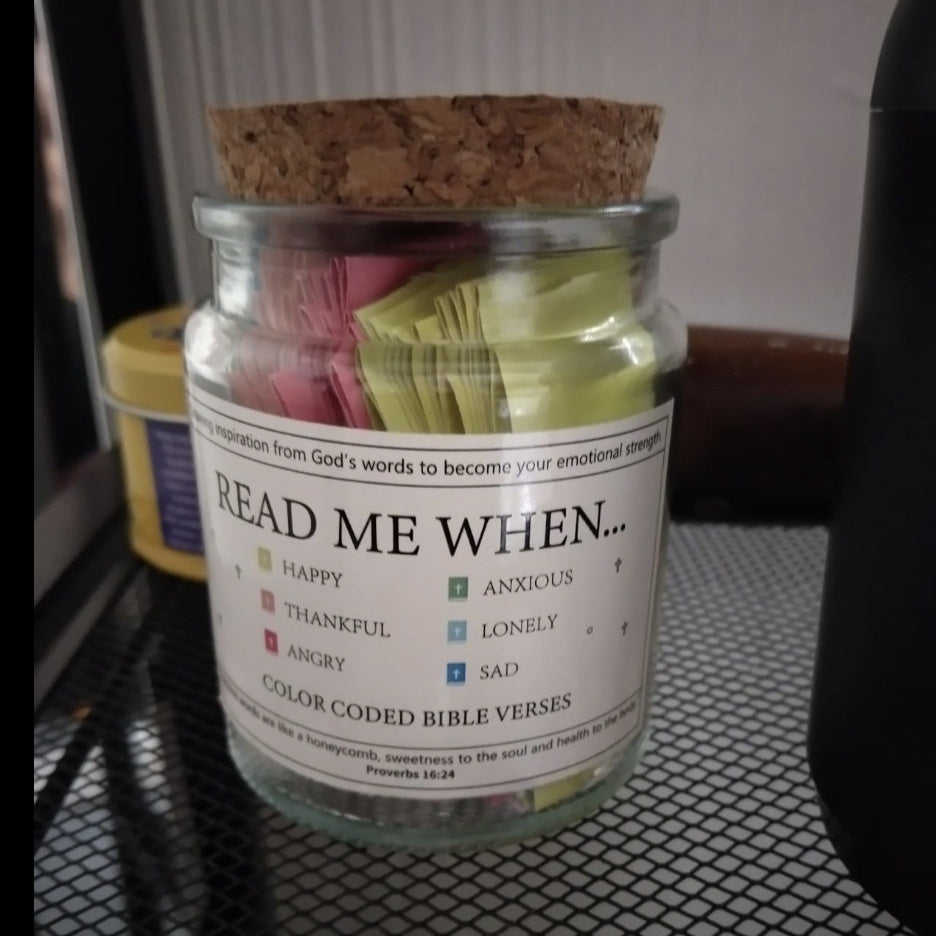 inspiration from God's words to become your emotional strength
READ ME WHEN...
HAPPY
THANKFUL
ANGRY
ANXIOUS
LONELY
SAD
COLOR CODED BIBLE VERSES
words are like a honeycomb, sweetness to the soul and health to the
Proverbs 16:24